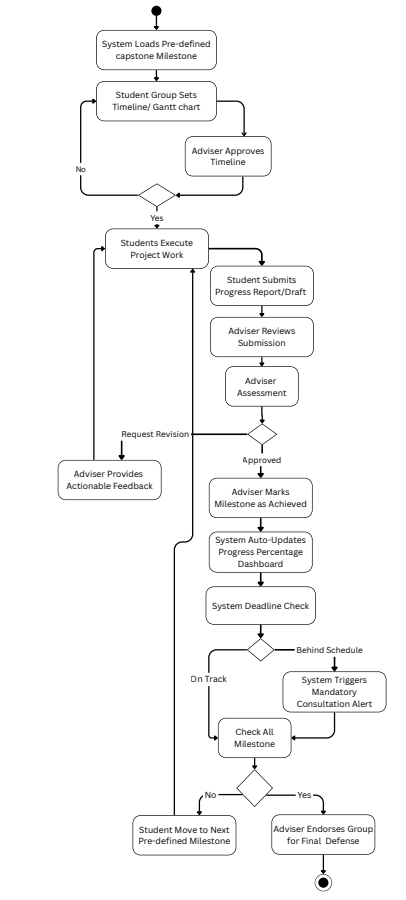 System Loads Pre-defined
capstone Milestone
Student Group Sets
Timeline/ Gantt chart
Adviser Approves
Timeline
No
Yes
Students Execute
Project Work
Student Submits
Progress Report/Draft
Adviser Reviews
Submission
Adviser
Assessment
Request Revision
Approved
Adviser Provides
Actionable Feedback
Adviser Marks
Milestone as Achieved
System Auto-Updates
Progress Percentage
Dashboard
System Deadline Check
Behind Schedule
On Track
System Triggers
Mandatory
Consultation Alert
Check All
Milestone
No
Yes
Student Move to Next
Pre-defined Milestone
Adviser Endorses Group
for Final Defense